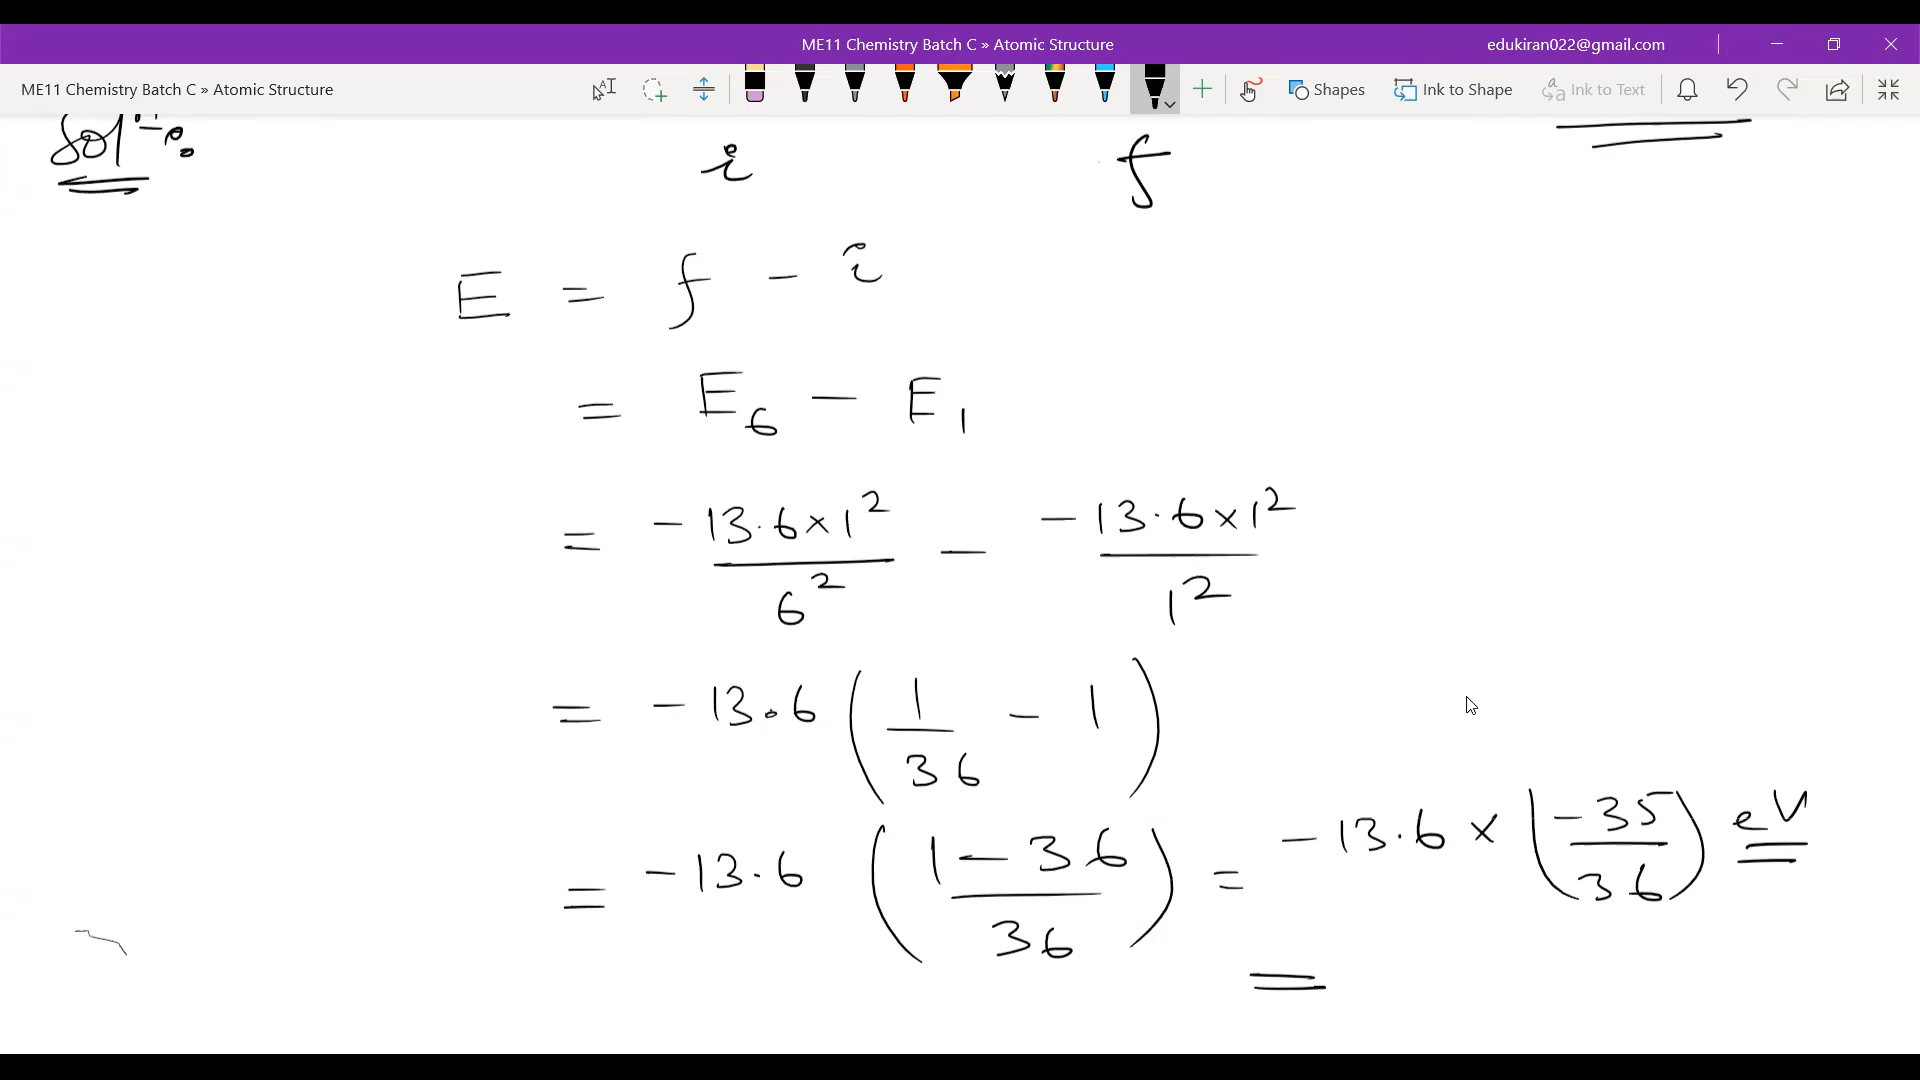 ME11 Chemistry Batch C » Atomic Structure
edukiran022@gmail.com
ME11 Chemistry Batch C » Atomic Structure
Shapes
Ink to Shape
Ink to Text
i f
E = f - i
= E₆ - E₁
= -13.6×1²/6² - -13.6×1²/1²
= -13.6 (1/36 - 1)
= -13.6 (1-36/36) = -13.6 × (-35/36) eV